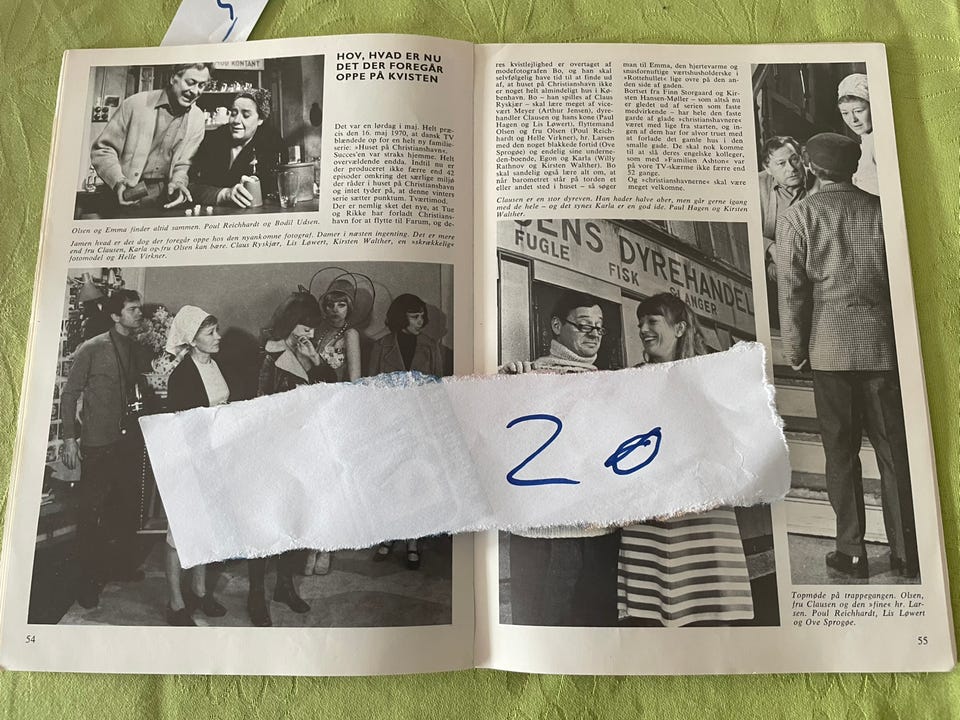 MOD KONTANT
HOV, HVAD ER NU
DET DER FOREGÅR
OPPE PÅ KVISTEN
Det var en lørdag i maj. Helt præ-
cis den 16. maj 1970, at dansk TV
blændede op for en helt ny familie-
serie: »Huset på Christianshavn«.
Succes'en var straks hjemme. Helt
overvældende endda. Indtil nu er
der produceret ikke færre end 42
episoder omkring det særlige miljø
der råder i huset på Christianshavn
og intet tyder på, at denne vinters
serie sætter punktum. Tværtimod.
Der er nemlig sket det nye, at Tue
og Rikke har forladt Christians-
havn for at flytte til Farum, og de-
Olsen og Emma finder altid sammen. Poul Reichhardt og Bodil Udsen.
Jamen hvad er det dog der foregår oppe hos den nyankomne fotograf. Damer i næsten ingenting. Det er mere
end fru Clausen, Karla og fru Olsen kan bære. Claus Ryskjær, Lis Løwert, Kirsten Walther, en »skrækkelig«
fotomodel og Helle Virkner.
54
res kvistlejlighed er overtaget af
modefotografen Bo, og han skal
selvfølgelig have tid til at finde ud
af, at huset på Christianshavn ikke
er noget helt almindeligt hus i Kø-
benhavn. Bo – han spilles af Claus
Ryskjær – skal lære meget af vice-
vært Meyer (Arthur Jensen), dyre-
handler Clausen og hans kone (Paul
Hagen og Lis Løwert), flyttemand
Olsen og fru Olsen (Poul Reich-
hardt og Helle Virkner), hr. Larsen
med den noget blakkede fortid (Ove
Sprogøe) og endelig sine underne-
den-boende, Egon og Karla (Willy
Rathnov og Kirsten Walther). Bo
skal sandelig også lære alt om, at
når barometret står på torden det
eller andet sted i huset – så søger
man til Emma, den hjertevarme og
snusfornuftige værtshusholderske i
»Rottehullet« lige ovre på den an-
den side af gaden.
Bortset fra Finn Storgaard og Kir-
sten Hansen-Møller – som altså nu
er gledet ud af serien som faste
medvirkende – har hele den faste
garde af glade »christianshavnere«
været med lige fra starten, og in-
gen af dem har for alvor truet med
at forlade det gamle hus i den
smalle gade. De skal nok komme
til at slå deres engelske kolleger,
som med »Familien Ashton« var
på vore TV-skærme ikke færre end
52 gange.
Og »christianshavnerne« skal være
meget velkomne.
Clausen er en stor dyreven. Han hader halve aber, men går gerne igang
med de hele – og det synes Karla er en god ide. Paul Hagen og Kirsten
Walther.
SENS DYREHANDEL
FUGLE FISK SLANGER
20
Topmøde på trappegangen. Olsen,
fru Clausen og den »fine« hr. Lar-
sen. Poul Reichhardt, Lis Løwert
og Ove Sprogøe.
55